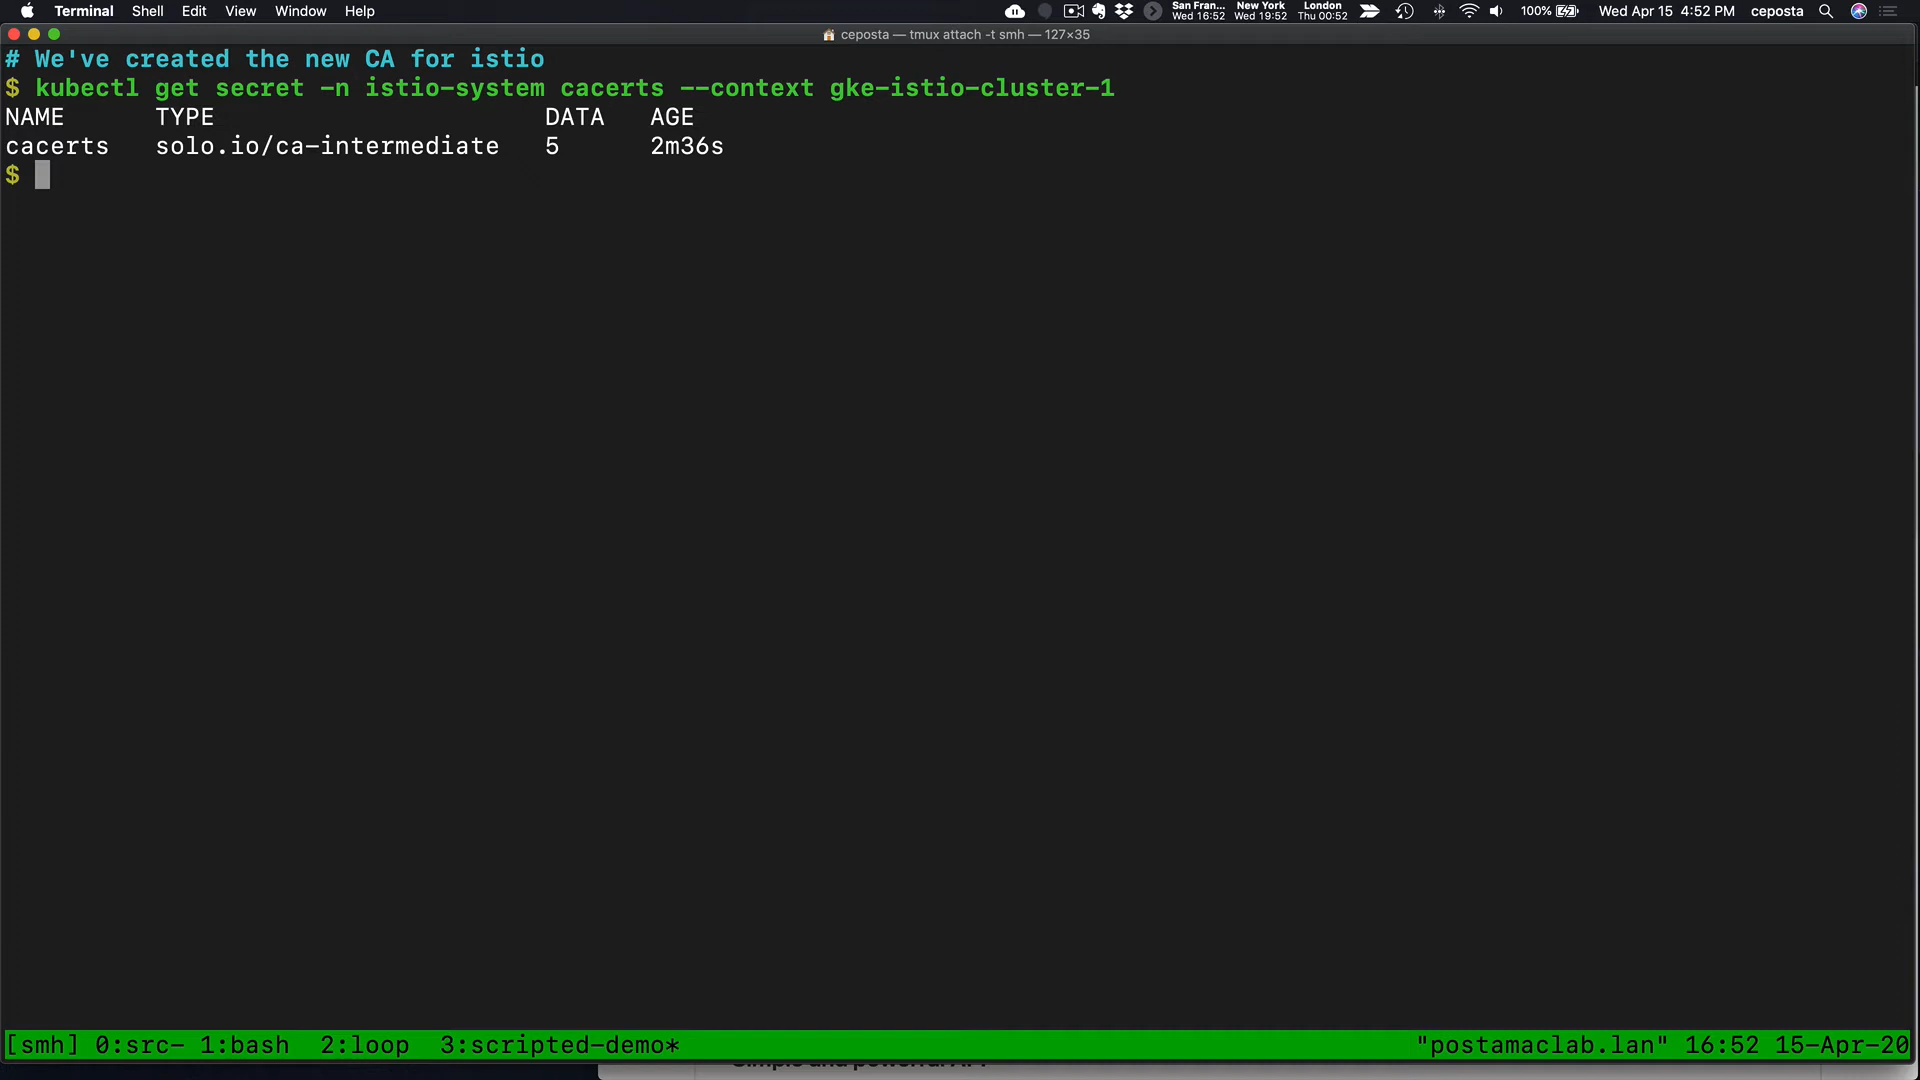 Terminal Shell Edit View Window Help
San Fran... New York London
Wed 16:52 Wed 19:52 Thu 00:52
100% Wed Apr 15 4:52 PM ceposta
ceposta — tmux attach -t smh — 127×35
# We've created the new CA for istio
$ kubectl get secret -n istio-system cacerts --context gke-istio-cluster-1
NAME TYPE DATA AGE
cacerts solo.io/ca-intermediate 5 2m36s
$
[smh] 0:src- 1:bash 2:loop 3:scripted-demo* "postamaclab.lan" 16:52 15-Apr-20